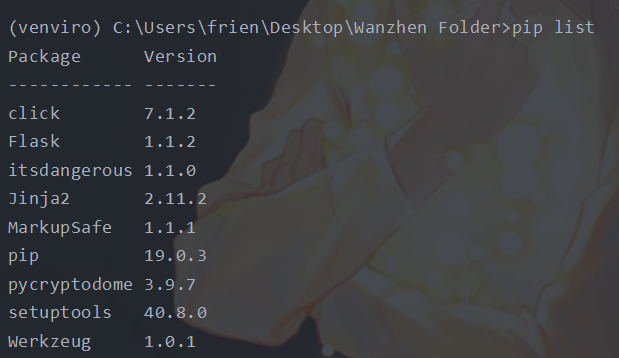 (venviro) C:\Users\frien\Desktop\Wanzhen Folder>pip list
Package      Version
------------ -------
click        7.1.2
Flask        1.1.2
itsdangerous 1.1.0
Jinja2       2.11.2
MarkupSafe   1.1.1
pip          19.0.3
pycryptodome 3.9.7
setuptools   40.8.0
Werkzeug     1.0.1